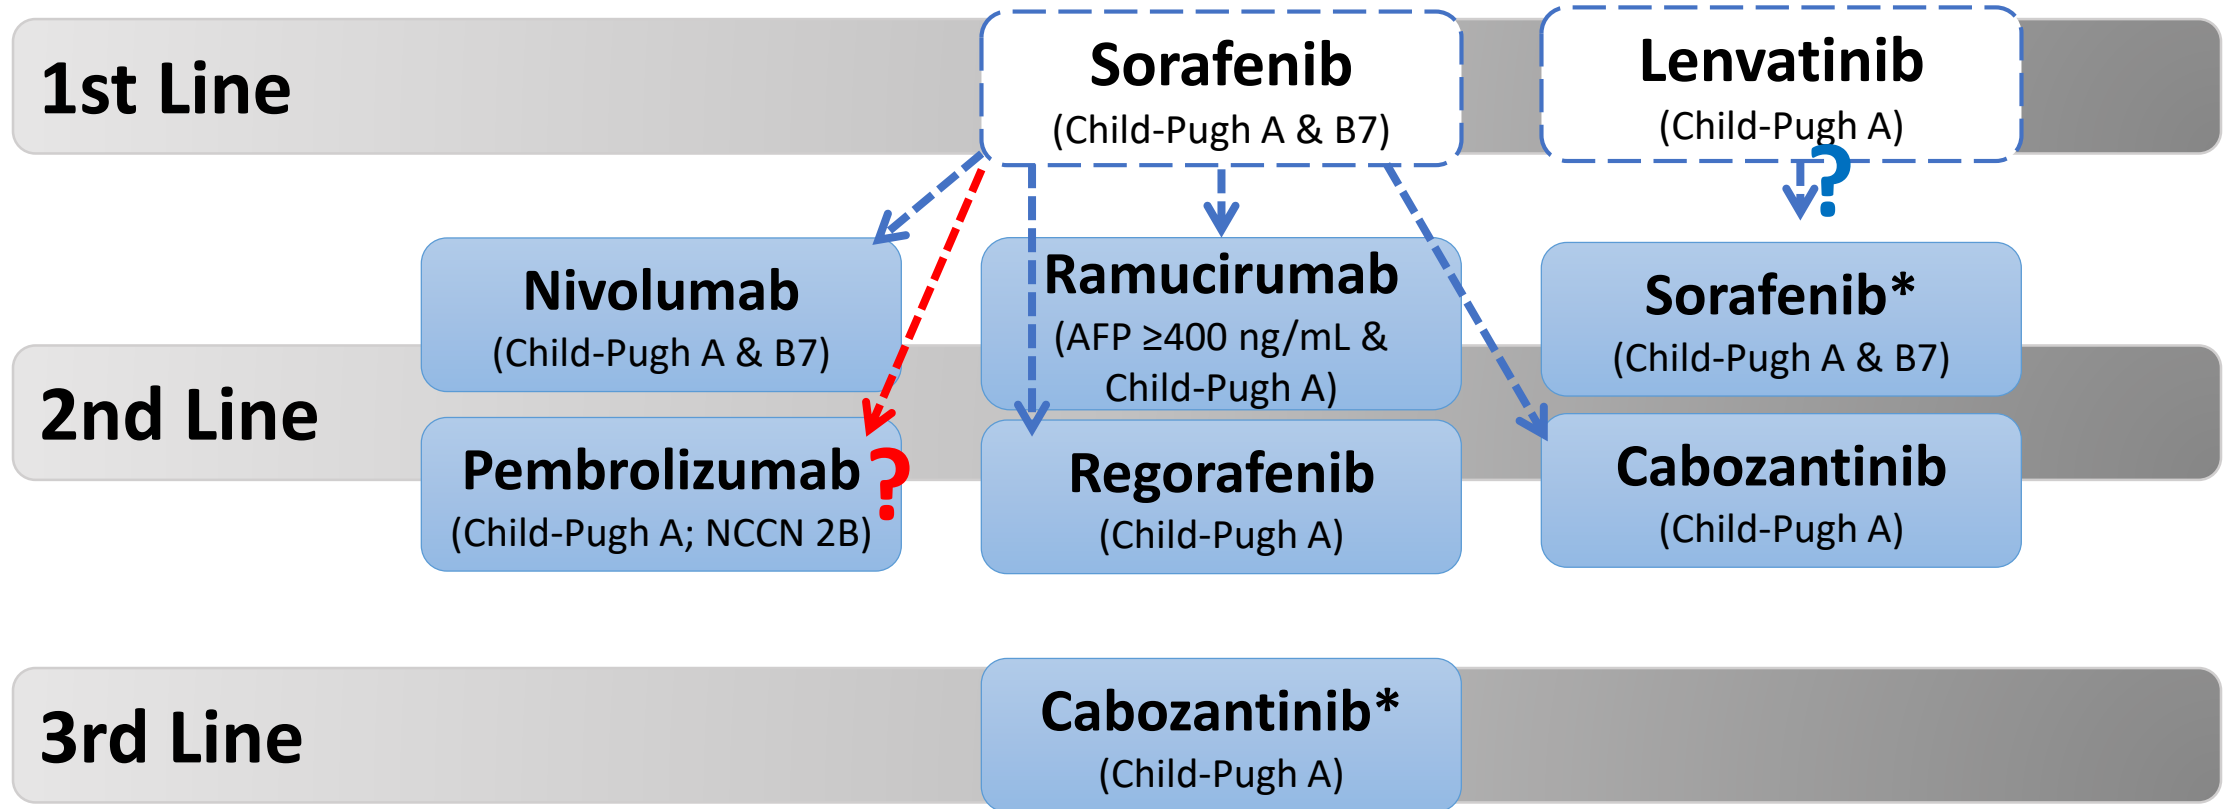 1st Line
Sorafenib
(Child-Pugh A & B7)
Lenvatinib
(Child-Pugh A)
?
2nd Line
Nivolumab
(Child-Pugh A & B7)
Ramucirumab
(AFP ≥400 ng/mL &
Child-Pugh A)
Sorafenib*
(Child-Pugh A & B7)
Pembrolizumab
(Child-Pugh A; NCCN 2B)
?
Regorafenib
(Child-Pugh A)
Cabozantinib
(Child-Pugh A)
3rd Line
Cabozantinib*
(Child-Pugh A)